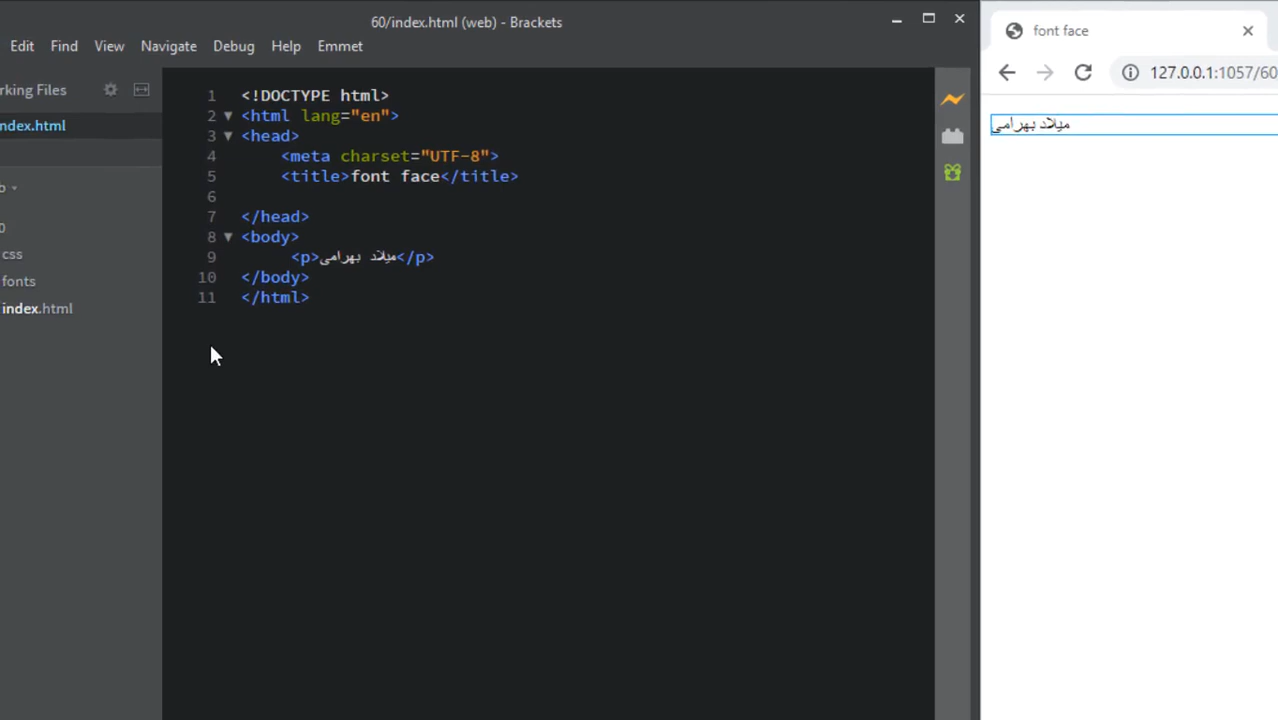 60/index.html (web) - Brackets
Edit Find View Navigate Debug Help Emmet
rking Files
ndex.html
b
0
css
fonts
index.html
1 <!DOCTYPE html>
2 <html lang="en">
3 <head>
4 <meta charset="UTF-8">
5 <title>font face</title>
6
7 </head>
8 <body>
9 <p>میلاد بهرامی</p>
10 </body>
11 </html>
font face
127.0.0.1:1057/60
میلاد بهرامی